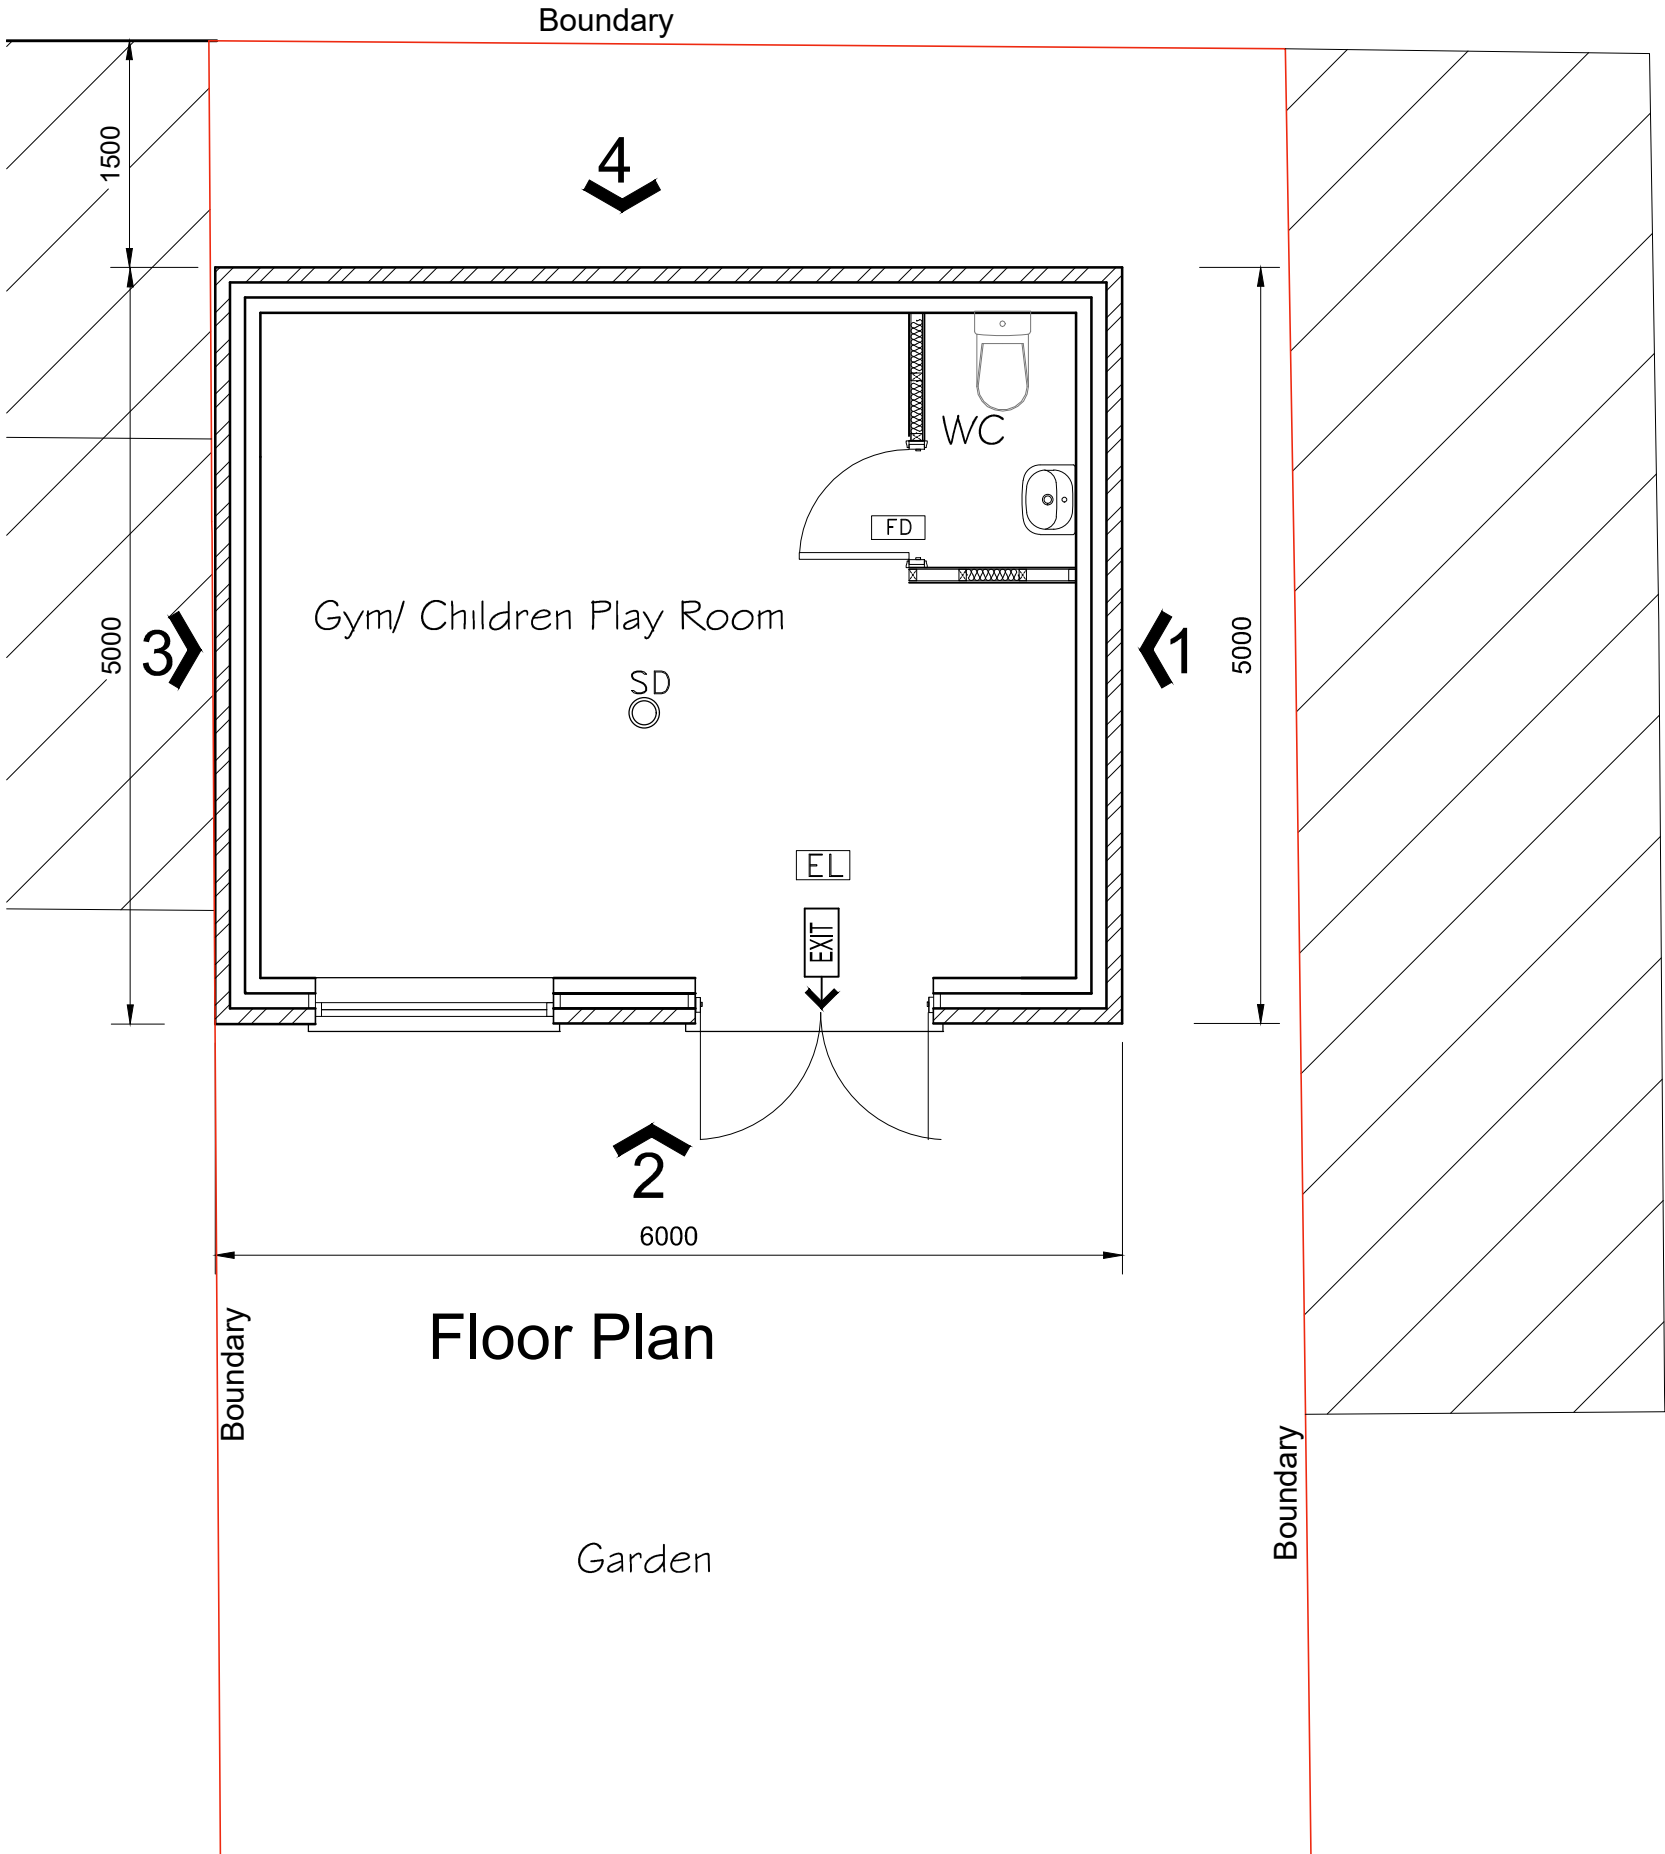 Boundary
1500
4
WC
FD
Gym/ Children Play Room
5000
3
1
5000
SD
EL
EXIT
2
6000
Floor Plan
Boundary
Boundary
Garden